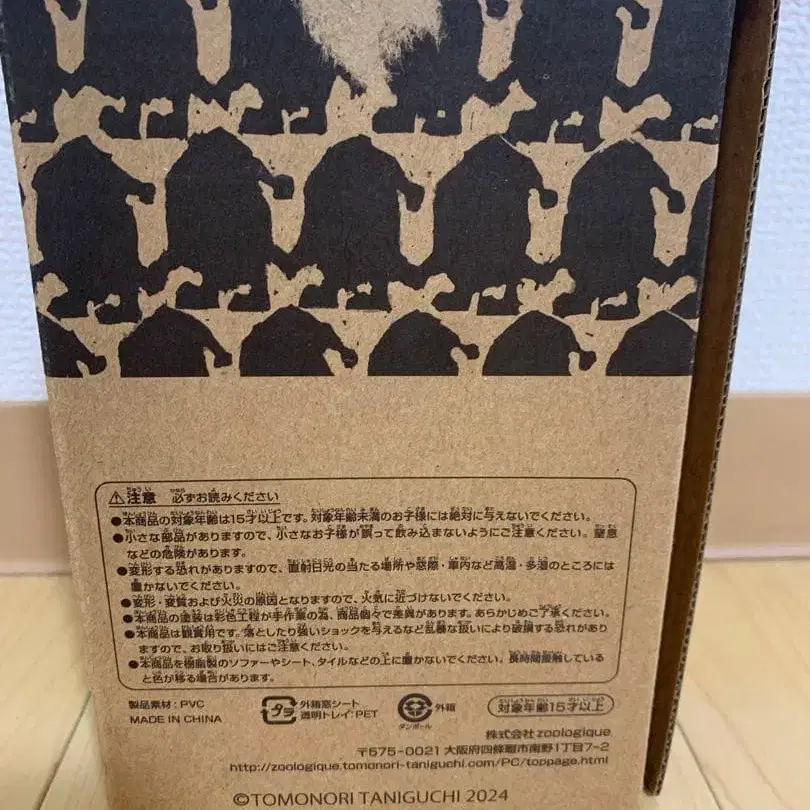 ⚠注意 必ずお読みください
●本商品の対象年齢は15才以上です。対象年齢未満のお子様には絶対に与えないでください。
●小さな部品がありますので、小さなお子様が誤って飲み込まないようにご注意ください。窒息
などの危険があります。
●変形する恐れがありますので、直射日光の当たる場所や窓際・車内など高温・多湿のところには
置かないでください。
●変形・変質および火災の原因となりますので、火気に近づけないでください。
●本商品の塗装は彩色工程が手作業の為、商品個々で差異があります。あらかじめご了承ください。
●本商品は観賞用です。落としたり強いショックを与えるなど乱暴な扱いにより破損する恐れがあり
ますので、お取り扱いにはご注意ください。
●本商品を樹脂製のソファーやシート、タイルなどの上に置かないでください。長時間接触している
と色が移る場合があります。
製品素材:PVC
MADE IN CHINA
プラ
外箱窓シート
透明トレイ:PET
ダンボール
外箱
対象年齢15才以上
株式会社 zoologique
〒575-0021 大阪府四條畷市南野1丁目7-2
http://zoologique.tomonori-taniguchi.com/PC/toppage.html
©TOMONORI TANIGUCHI 2024